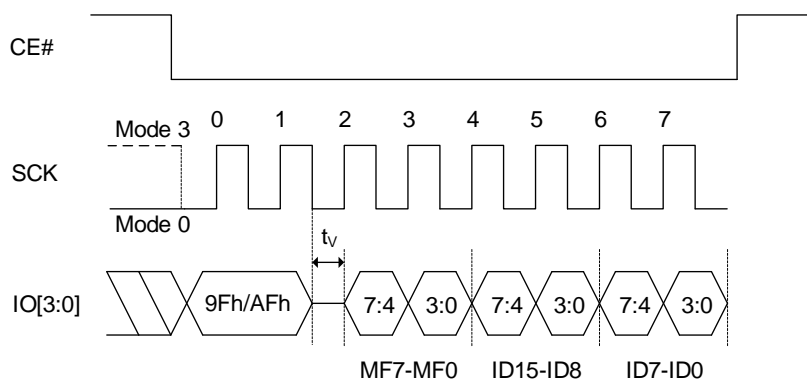 CE#
0 1 2 3 4 5 6 7
Mode 3
SCK
Mode 0
tV
IO[3:0] 9Fh/AFh 7:4 3:0 7:4 3:0 7:4 3:0
MF7-MF0 ID15-ID8 ID7-ID0